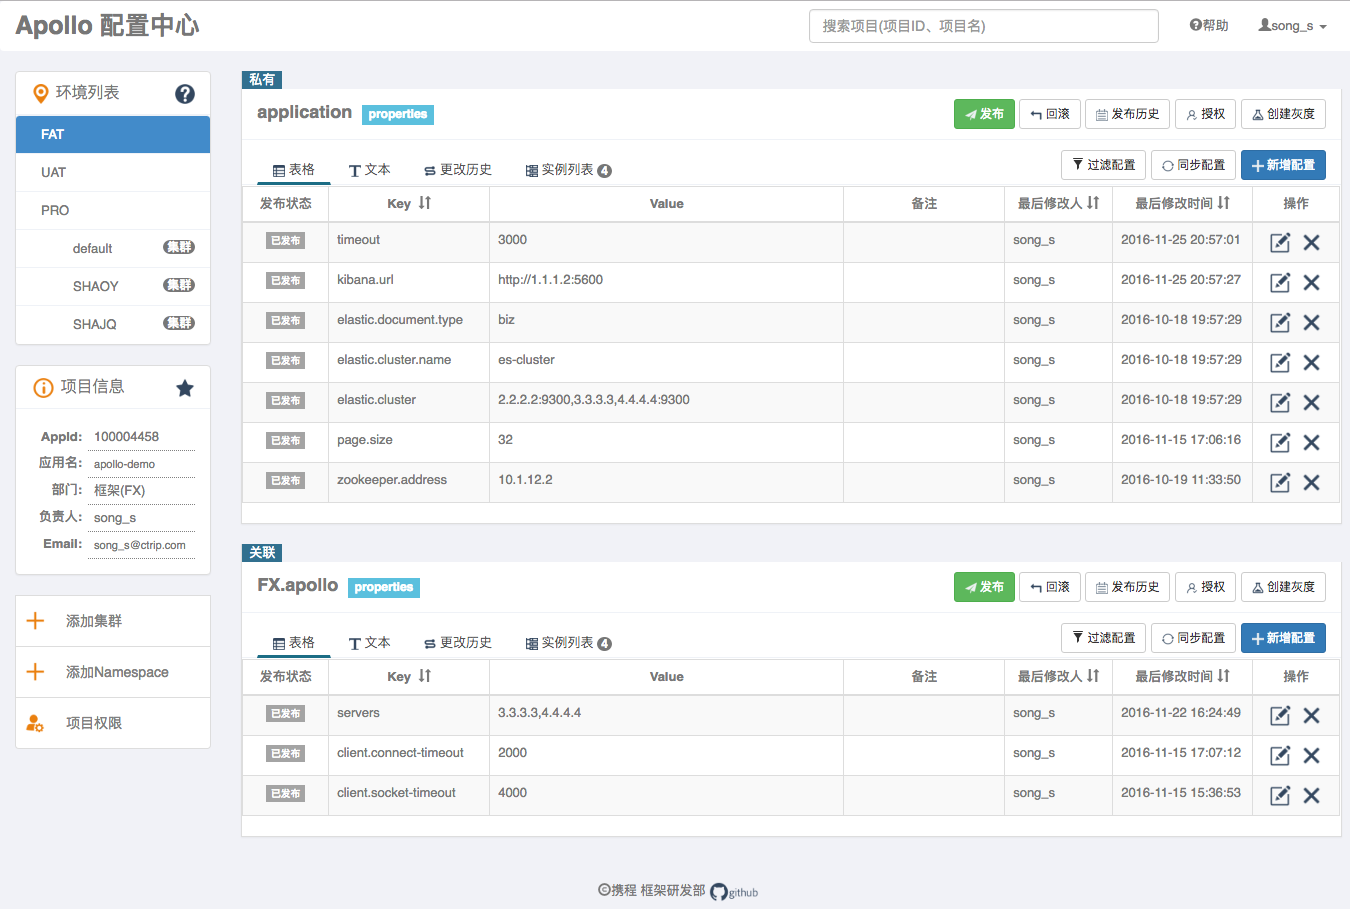 Apollo 配置中心
搜索项目(项目ID、项目名)
帮助
song_s
环境列表
FAT
UAT
PRO
default 集群
SHAOY 集群
SHAJQ 集群
项目信息
AppId: 100004458
应用名: apollo-demo
部门: 框架(FX)
负责人: song_s
Email: song_s@ctrip.com
添加集群
添加Namespace
项目权限
私有
application properties
发布 回滚 发布历史 授权 创建灰度
表格 文本 更改历史 实例列表 4
过滤配置 同步配置 新增配置
发布状态 Key Value 备注 最后修改人 最后修改时间 操作
已发布 timeout 3000 song_s 2016-11-25 20:57:01
已发布 kibana.url http://1.1.1.2:5600 song_s 2016-11-25 20:57:27
已发布 elastic.document.type biz song_s 2016-10-18 19:57:29
已发布 elastic.cluster.name es-cluster song_s 2016-10-18 19:57:29
已发布 elastic.cluster 2.2.2.2:9300,3.3.3.3,4.4.4.4:9300 song_s 2016-10-18 19:57:29
已发布 page.size 32 song_s 2016-11-15 17:06:16
已发布 zookeeper.address 10.1.12.2 song_s 2016-10-19 11:33:50
关联
FX.apollo properties
发布 回滚 发布历史 授权 创建灰度
表格 文本 更改历史 实例列表 4
过滤配置 同步配置 新增配置
发布状态 Key Value 备注 最后修改人 最后修改时间 操作
已发布 servers 3.3.3.3,4.4.4.4 song_s 2016-11-22 16:24:49
已发布 client.connect-timeout 2000 song_s 2016-11-15 17:07:12
已发布 client.socket-timeout 4000 song_s 2016-11-15 15:36:53
©携程 框架研发部 github